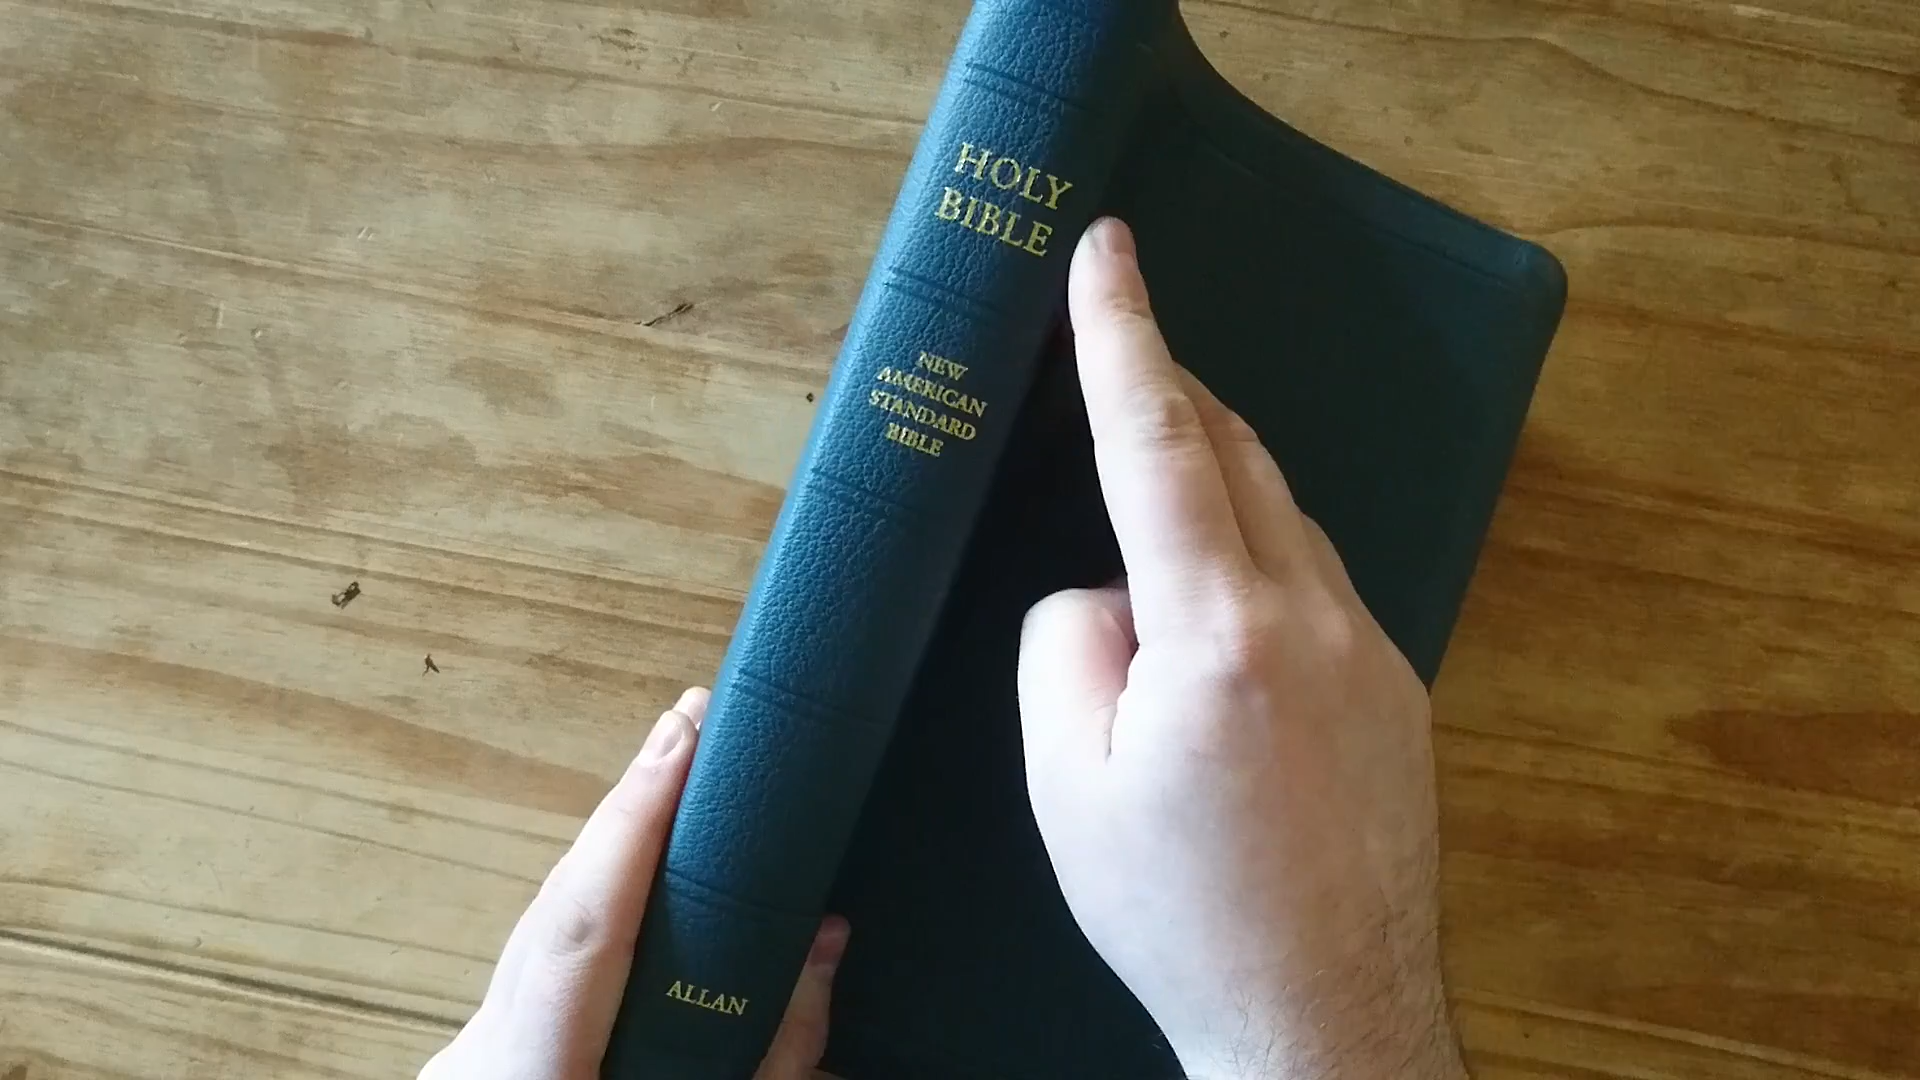 HOLY
BIBLE
NEW
AMERICAN
STANDARD
BIBLE
ALLAN